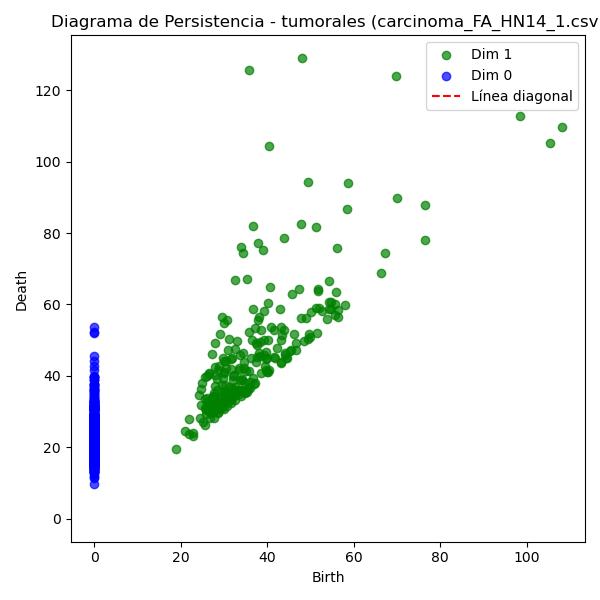 Diagrama de Persistencia - tumorales (carcinoma_FA_HN14_1.csv
Dim 1
Dim 0
Línea diagonal
Death
120
100
80
60
40
20
0
0 20 40 60 80 100
Birth